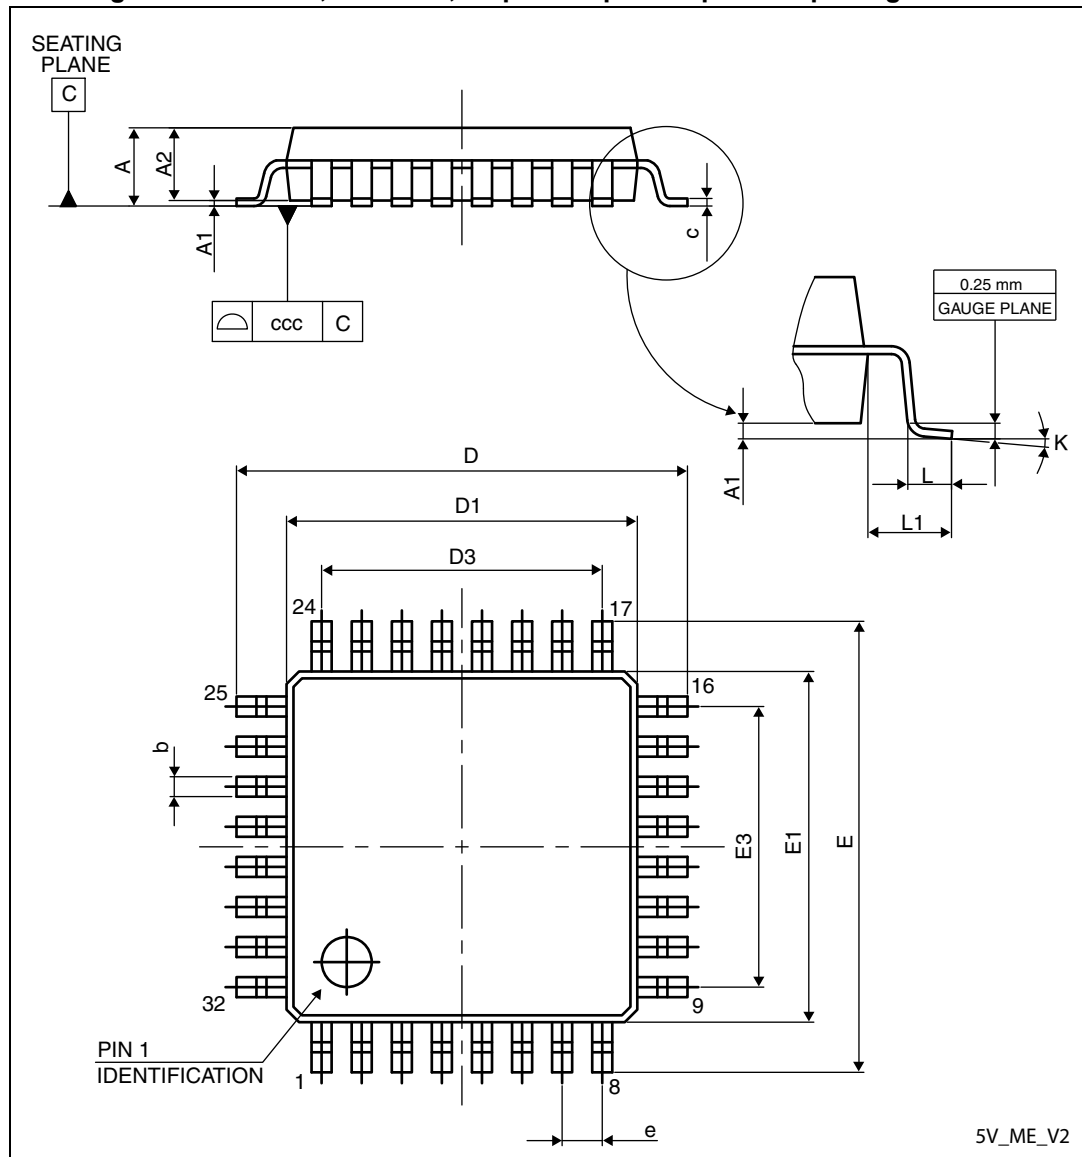 SEATING
PLANE
C
A
A2
A1
c
ccc
C
0.25 mm
GAUGE PLANE
K
A1
L
L1
D
D1
D3
24
17
25
16
b
E3
E1
E
32
9
PIN 1
IDENTIFICATION
1
8
e
5V_ME_V2